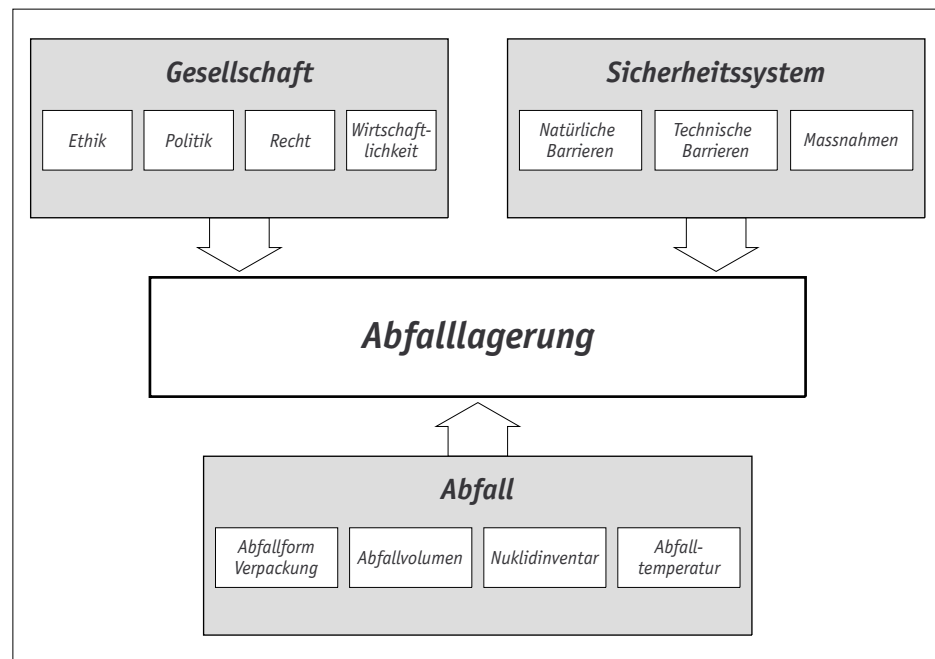 Gesellschaft
Ethik
Politik
Recht
Wirtschaft-
lichkeit
Sicherheitssystem
Natürliche
Barrieren
Technische
Barrieren
Massnahmen
Abfalllagerung
Abfall
Abfallform
Verpackung
Abfallvolumen
Nuklidinventar
Abfall-
temperatur